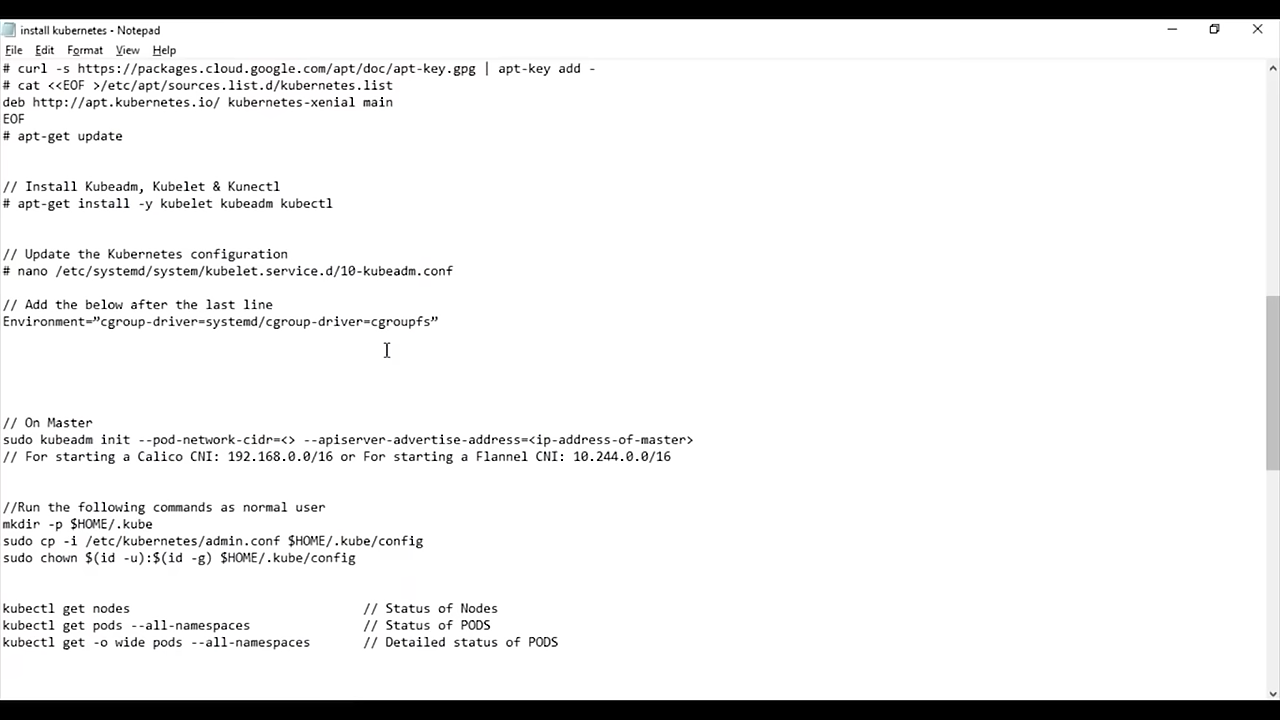 install kubernetes - Notepad
File Edit Format View Help
# curl -s https://packages.cloud.google.com/apt/doc/apt-key.gpg | apt-key add -
# cat <<EOF >/etc/apt/sources.list.d/kubernetes.list
deb http://apt.kubernetes.io/ kubernetes-xenial main
EOF
# apt-get update
// Install Kubeadm, Kubelet & Kunectl
# apt-get install -y kubelet kubeadm kubectl
// Update the Kubernetes configuration
# nano /etc/systemd/system/kubelet.service.d/10-kubeadm.conf
// Add the below after the last line
Environment=”cgroup-driver=systemd/cgroup-driver=cgroupfs”
// On Master
sudo kubeadm init --pod-network-cidr=<> --apiserver-advertise-address=<ip-address-of-master>
// For starting a Calico CNI: 192.168.0.0/16 or For starting a Flannel CNI: 10.244.0.0/16
//Run the following commands as normal user
mkdir -p $HOME/.kube
sudo cp -i /etc/kubernetes/admin.conf $HOME/.kube/config
sudo chown $(id -u):$(id -g) $HOME/.kube/config
kubectl get nodes // Status of Nodes
kubectl get pods --all-namespaces // Status of PODS
kubectl get -o wide pods --all-namespaces // Detailed status of PODS